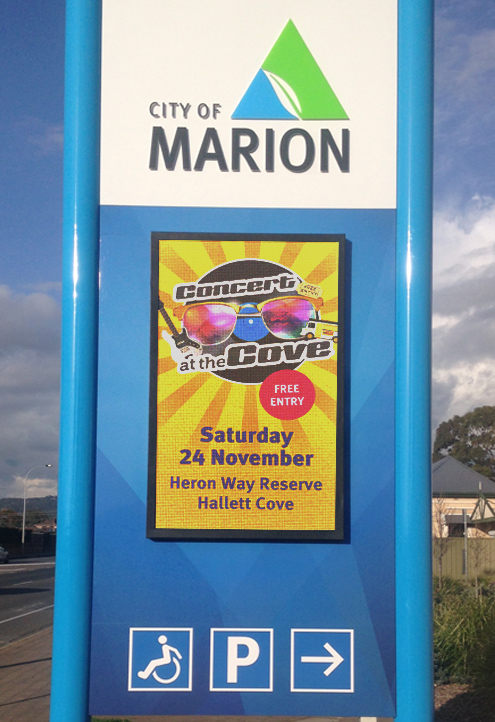 CITY OF
MARION
Concert
at the Cove
FREE
ENTRY
Saturday
24 November
Heron Way Reserve
Hallett Cove
P